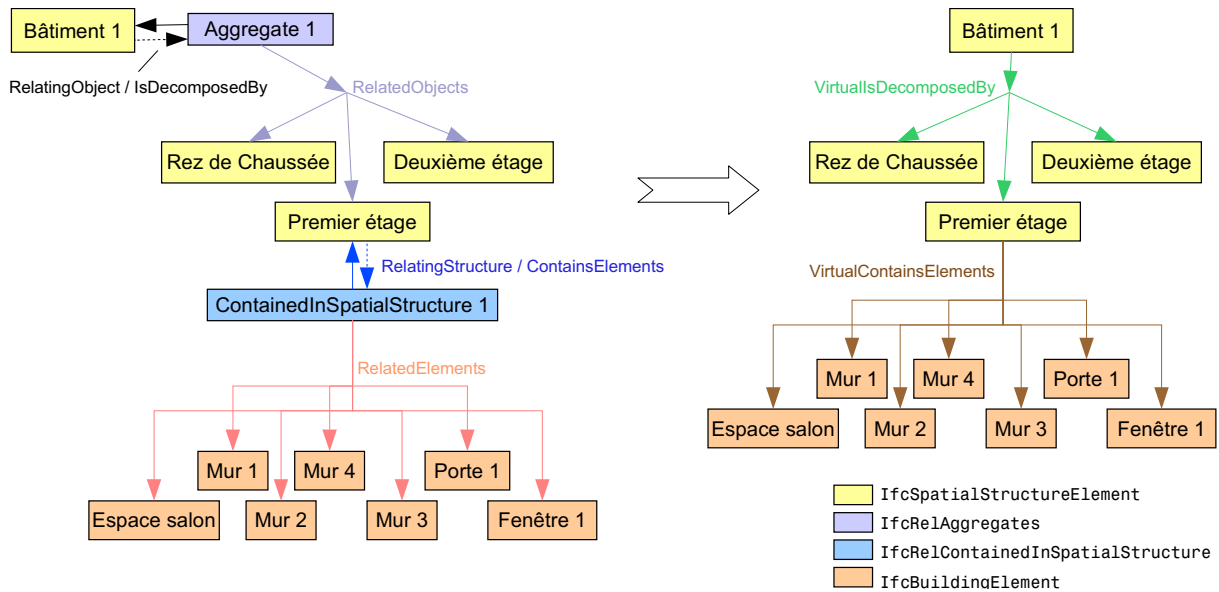 Bâtiment 1
Aggregate 1
RelatingObject / IsDecomposedBy
RelatedObjects
Rez de Chaussée
Deuxième étage
Premier étage
RelatingStructure / ContainsElements
ContainedInSpatialStructure 1
RelatedElements
Mur 1
Mur 4
Porte 1
Espace salon
Mur 2
Mur 3
Fenêtre 1
Bâtiment 1
VirtualIsDecomposedBy
Rez de Chaussée
Deuxième étage
Premier étage
VirtualContainsElements
Mur 1
Mur 4
Porte 1
Espace salon
Mur 2
Mur 3
Fenêtre 1
IfcSpatialStructureElement
IfcRelAggregates
IfcRelContainedInSpatialStructure
IfcBuildingElement